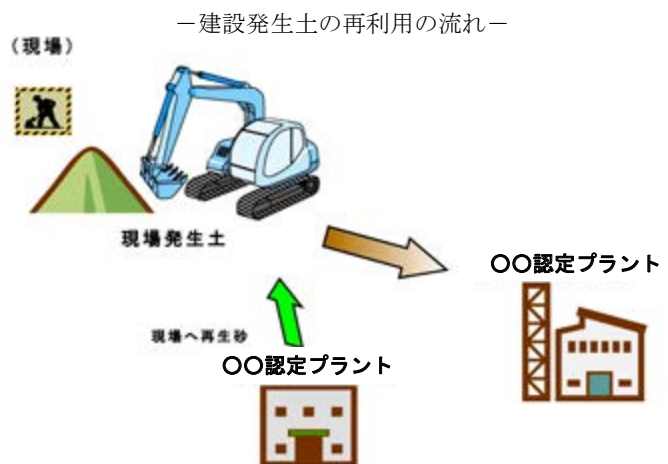 －建設発生土の再利用の流れ－
(現場)
現場発生土
〇〇認定プラント
現場へ再生砂
〇〇認定プラント